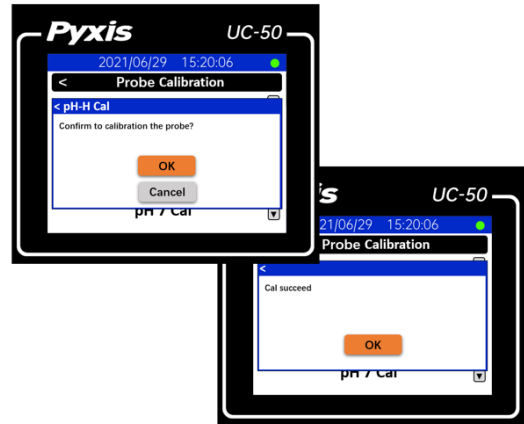 Pyxis UC-50
2021/06/29 15:20:06
< Probe Calibration
< pH-H Cal
Confirm to calibration the probe?
OK
Cancel
pH 7 Cal
s UC-50
21/06/29 15:20:06
Probe Calibration
<
Cal succeed
OK
pH 7 Cal